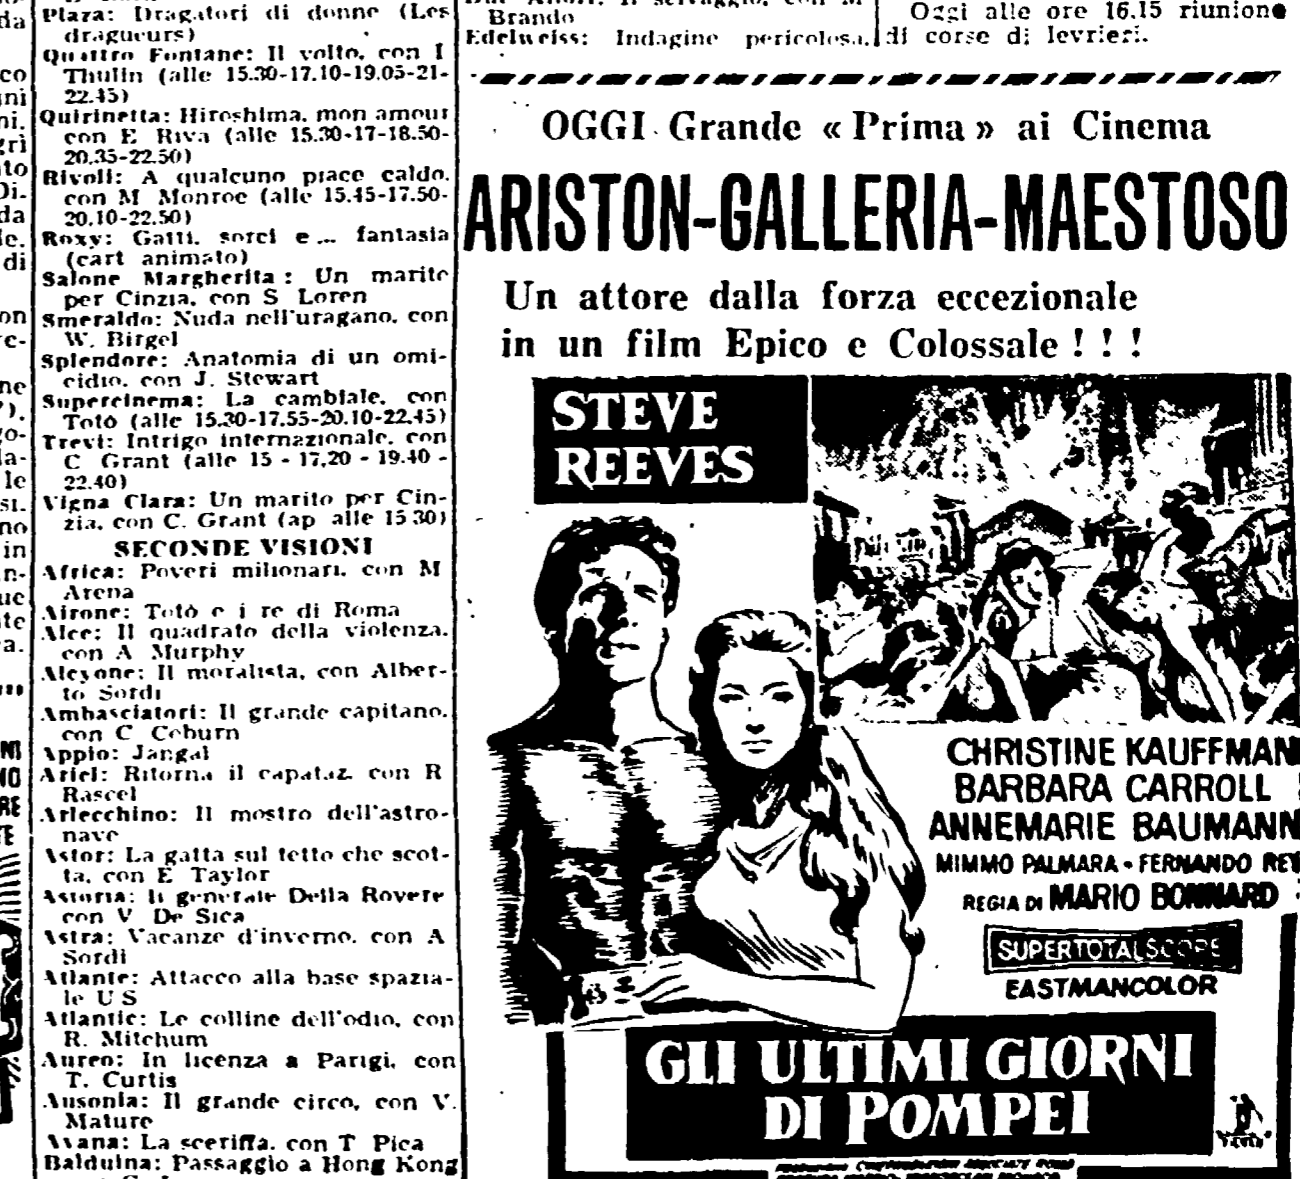 Plaza: Dragatori di donne (Les
dragueurs)
Quattro Fontane: Il volto, con I
Thulin (alle 15.30-17.10-19.05-21-
22.45)
Quirinetta: Hiroshima, mon amour
con E Riva (alle 15.30-17-18.50-
20.35-22.50)
Rivoli: A qualcuno piace caldo,
con M Monroe (alle 15.45-17.50-
20.10-22.50)
Roxy: Gatti, sorci e... fantasia
(cart animato)
Salone Margherita: Un marito
per Cinzia, con S Loren
Smeraldo: Nuda nell'uragano, con
W. Birgel
Splendore: Anatomia di un omi-
cidio, con J. Stewart
Supercinema: La cambiale, con
Totò (alle 15.30-17.55-20.10-22.45)
Trevi: Intrigo internazionale, con
C Grant (alle 15 - 17,20 - 19.40 -
22.40)
Vigna Clara: Un marito per Cin-
zia, con C. Grant (ap alle 15 30)
SECONDE VISIONI
Africa: Poveri milionari, con M
Arena
Airone: Totò e i re di Roma
Alce: Il quadrato della violenza,
con A Murphy
Alcyone: Il moralista, con Alber-
to Sordi
Ambasciatori: Il grande capitano,
con C Coburn
Appio: Jangal
Ariel: Ritorna il capataz con R
Rascel
Arlecchino: Il mostro dell'astro-
nave
Astor: La gatta sul tetto che scot-
ta, con E Taylor
Astoria: Il generale Della Rovere
con V De Sica
Astra: Vacanze d'inverno, con A
Sordi
Atlante: Attacco alla base spazia-
le U S
Atlantic: Le colline dell'odio, con
R. Mitchum
Aureo: In licenza a Parigi, con
T. Curtis
Ausonia: Il grande circo, con V.
Mature
Avana: La sceriffa, con T Pica
Balduina: Passaggio a Hong Kong
Brando
Edelweiss: Indagine pericolosa,
Oggi alle ore 16.15 riunione
di corse di levrieri.
OGGI Grande « Prima » ai Cinema
ARISTON-GALLERIA-MAESTOSO
Un attore dalla forza eccezionale
in un film Epico e Colossale ! ! !
STEVE
REEVES
CHRISTINE KAUFFMAN
BARBARA CARROLL
ANNEMARIE BAUMANN
MIMMO PALMARA - FERNANDO REY
REGIA DI MARIO BONNARD
SUPERTOTALSCOPE
EASTMANCOLOR
GLI ULTIMI GIORNI
DI POMPEI